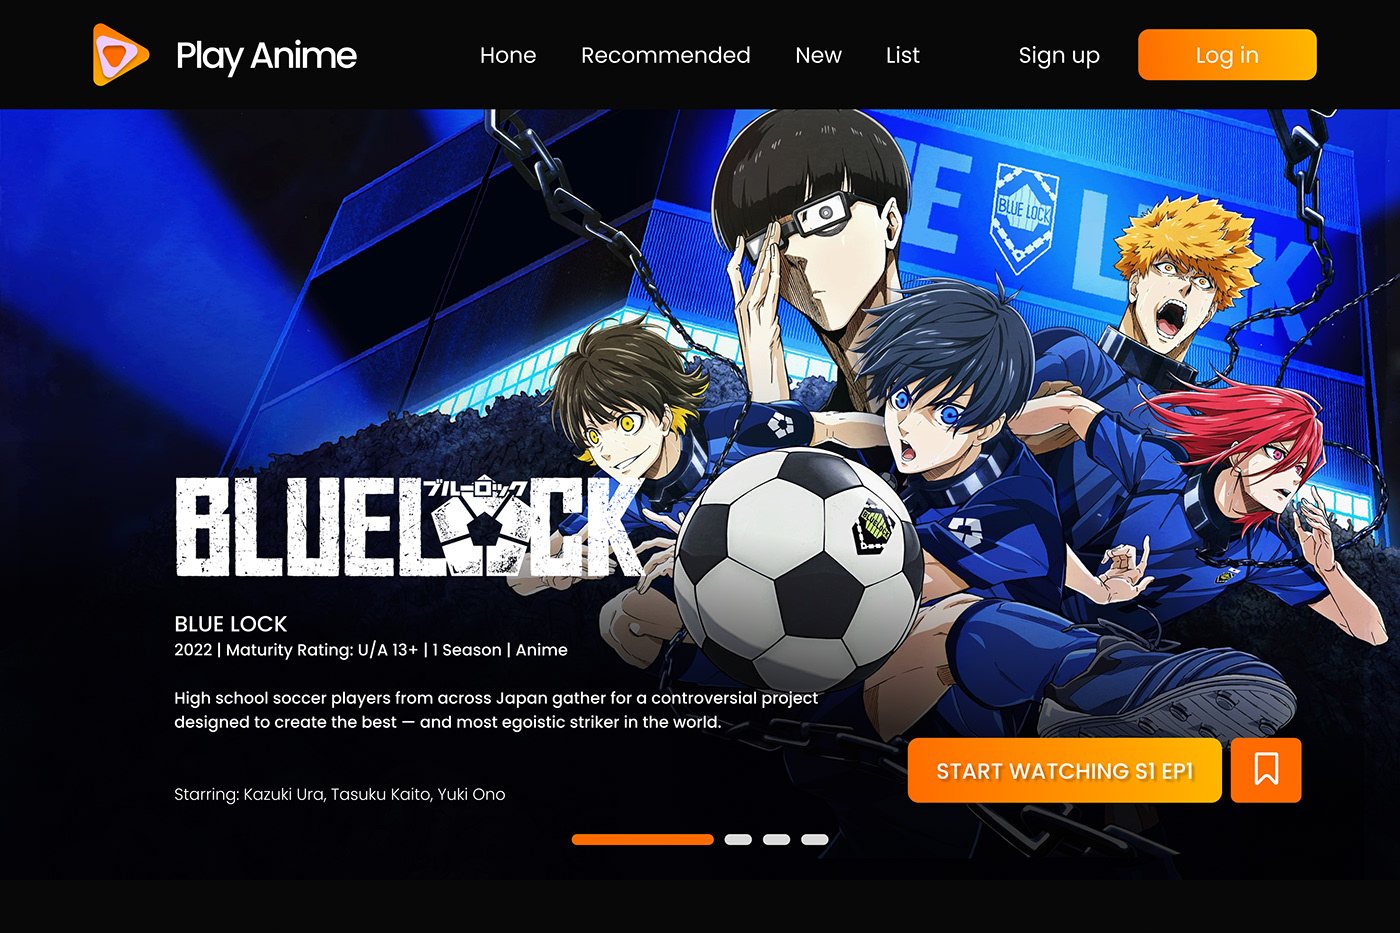 Play Anime
Hone
Recommended
New
List
Sign up
Log in
E LOCK
BLUE LOCK
BLUELOCK
ブルーロック
BLUE LOCK
2022 | Maturity Rating: U/A 13+ | 1 Season | Anime
High school soccer players from across Japan gather for a controversial project
designed to create the best — and most egoistic striker in the world.
Starring: Kazuki Ura, Tasuku Kaito, Yuki Ono
START WATCHING S1 EP1